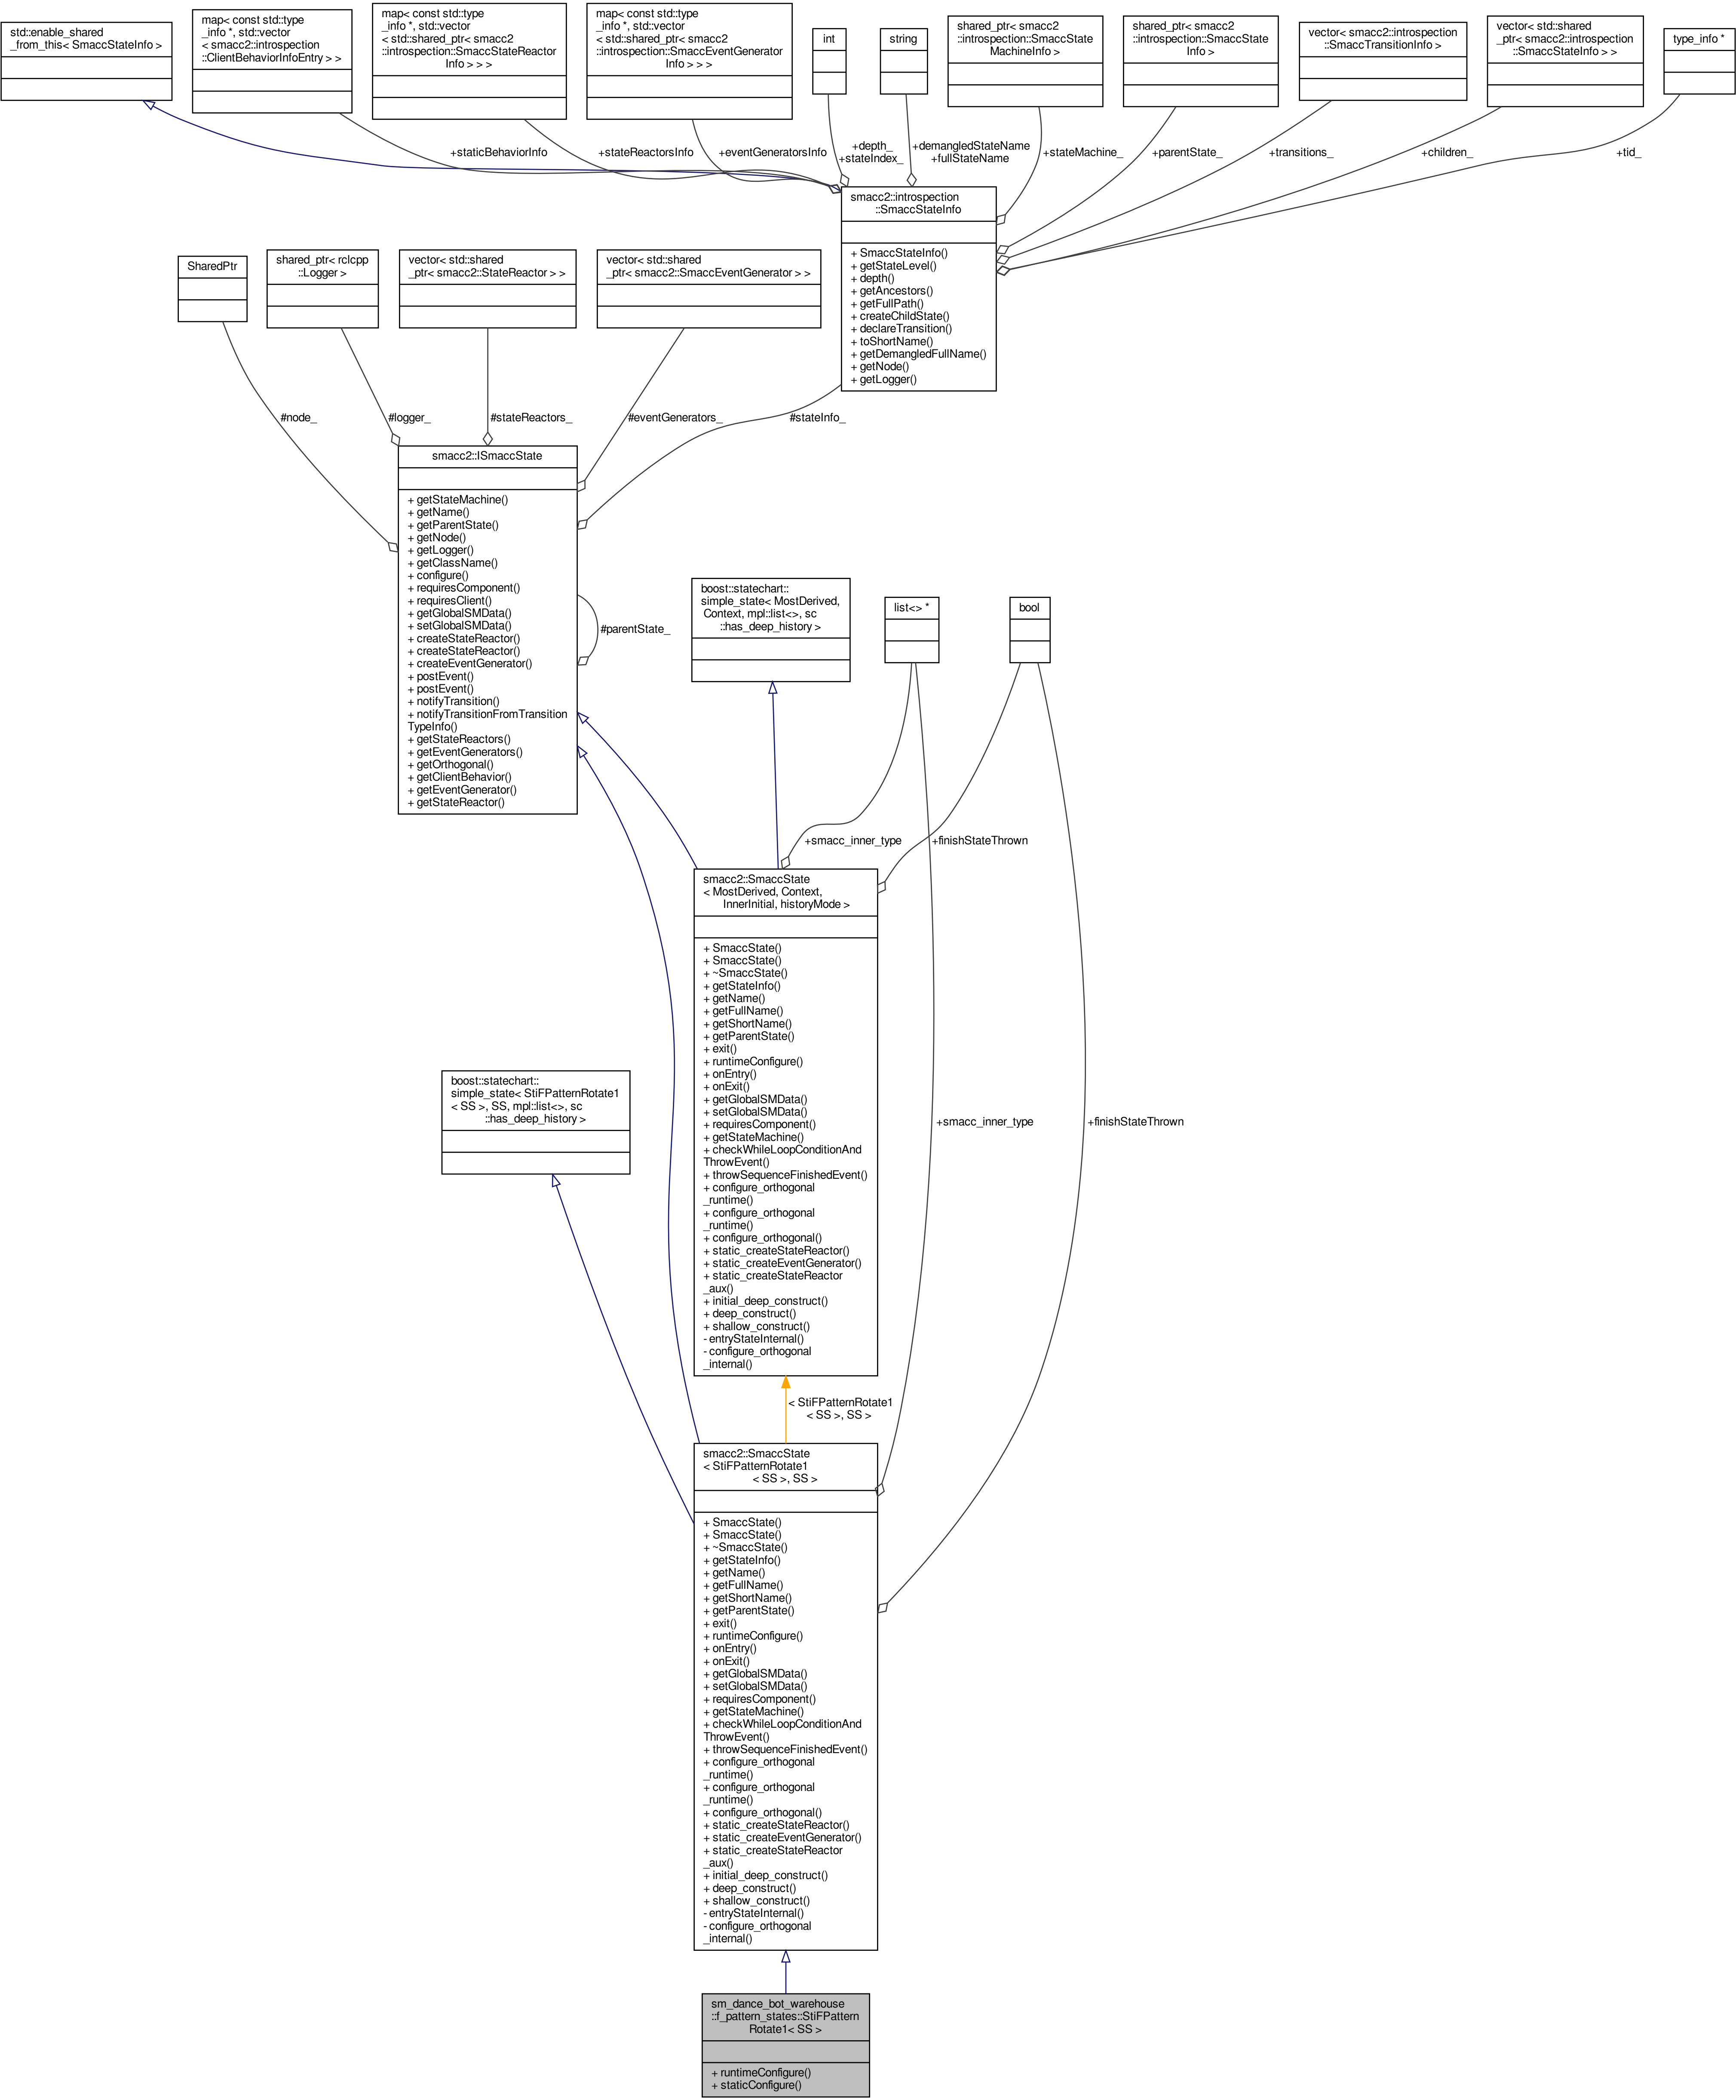 std::enable_shared
_from_this< SmaccStateInfo >
map< const std::type
_info *, std::vector
< smacc2::introspection
::ClientBehaviorInfoEntry > >
map< const std::type
_info *, std::vector
< std::shared_ptr< smacc2
::introspection::SmaccStateReactor
Info > > >
map< const std::type
_info *, std::vector
< std::shared_ptr< smacc2
::introspection::SmaccEventGenerator
Info > > >
int
string
shared_ptr< smacc2
::introspection::SmaccState
MachineInfo >
shared_ptr< smacc2
::introspection::SmaccState
Info >
vector< smacc2::introspection
::SmaccTransitionInfo >
vector< std::shared
_ptr< smacc2::introspection
::SmaccStateInfo > >
type_info *
+staticBehaviorInfo
+stateReactorsInfo
+eventGeneratorsInfo
+depth_
+stateIndex_
+demangledStateName
+fullStateName
+stateMachine_
+parentState_
+transitions_
+children_
+tid_
smacc2::introspection
::SmaccStateInfo
+ SmaccStateInfo()
+ getStateLevel()
+ depth()
+ getAncestors()
+ getFullPath()
+ createChildState()
+ declareTransition()
+ toShortName()
+ getDemangledFullName()
+ getNode()
+ getLogger()
SharedPtr
shared_ptr< rclcpp
::Logger >
vector< std::shared
_ptr< smacc2::StateReactor > >
vector< std::shared
_ptr< smacc2::SmaccEventGenerator > >
#node_
#logger_
#stateReactors_
#eventGenerators_
#stateInfo_
smacc2::ISmaccState
+ getStateMachine()
+ getName()
+ getParentState()
+ getNode()
+ getLogger()
+ getClassName()
+ configure()
+ requiresComponent()
+ requiresClient()
+ getGlobalSMData()
+ setGlobalSMData()
+ createStateReactor()
+ createStateReactor()
+ createEventGenerator()
+ postEvent()
+ postEvent()
+ notifyTransition()
+ notifyTransitionFromTransition
TypeInfo()
+ getStateReactors()
+ getEventGenerators()
+ getOrthogonal()
+ getClientBehavior()
+ getEventGenerator()
+ getStateReactor()
#parentState_
boost::statechart::
simple_state< MostDerived,
Context, mpl::list<>, sc
::has_deep_history >
list<> *
bool
+smacc_inner_type
+finishStateThrown
smacc2::SmaccState
< MostDerived, Context,
InnerInitial, historyMode >
+ SmaccState()
+ SmaccState()
+ ~SmaccState()
+ getStateInfo()
+ getName()
+ getFullName()
+ getShortName()
+ getParentState()
+ exit()
+ runtimeConfigure()
+ onEntry()
+ onExit()
+ getGlobalSMData()
+ setGlobalSMData()
+ requiresComponent()
+ getStateMachine()
+ checkWhileLoopConditionAnd
ThrowEvent()
+ throwSequenceFinishedEvent()
+ configure_orthogonal
_runtime()
+ configure_orthogonal
_runtime()
+ configure_orthogonal()
+ static_createStateReactor()
+ static_createEventGenerator()
+ static_createStateReactor
_aux()
+ initial_deep_construct()
+ deep_construct()
+ shallow_construct()
- entryStateInternal()
- configure_orthogonal
_internal()
boost::statechart::
simple_state< StiFPatternRotate1
< SS >, SS, mpl::list<>, sc
::has_deep_history >
+smacc_inner_type
+finishStateThrown
< StiFPatternRotate1
< SS >, SS >
smacc2::SmaccState
< StiFPatternRotate1
< SS >, SS >
+ SmaccState()
+ SmaccState()
+ ~SmaccState()
+ getStateInfo()
+ getName()
+ getFullName()
+ getShortName()
+ getParentState()
+ exit()
+ runtimeConfigure()
+ onEntry()
+ onExit()
+ getGlobalSMData()
+ setGlobalSMData()
+ requiresComponent()
+ getStateMachine()
+ checkWhileLoopConditionAnd
ThrowEvent()
+ throwSequenceFinishedEvent()
+ configure_orthogonal
_runtime()
+ configure_orthogonal
_runtime()
+ configure_orthogonal()
+ static_createStateReactor()
+ static_createEventGenerator()
+ static_createStateReactor
_aux()
+ initial_deep_construct()
+ deep_construct()
+ shallow_construct()
- entryStateInternal()
- configure_orthogonal
_internal()
sm_dance_bot_warehouse
::f_pattern_states::StiFPattern
Rotate1< SS >
+ runtimeConfigure()
+ staticConfigure()